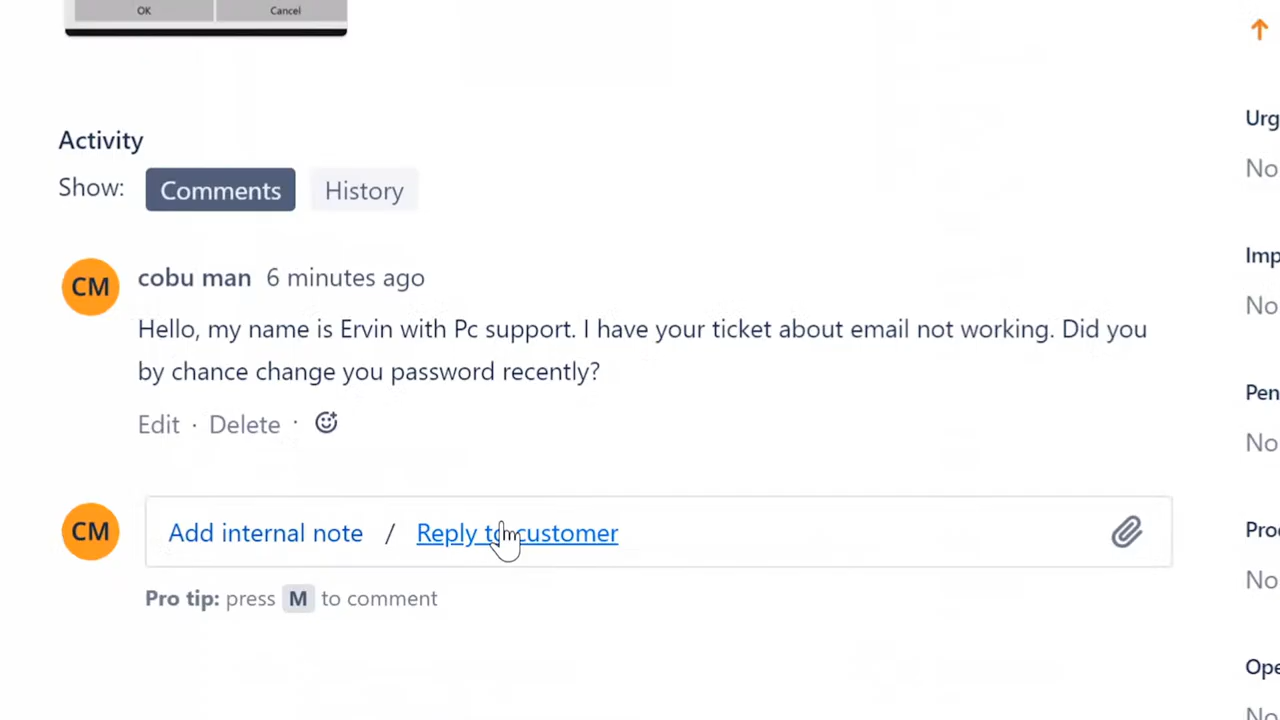 OK Cancel
Activity
Show: Comments History
CM cobu man 6 minutes ago
Hello, my name is Ervin with Pc support. I have your ticket about email not working. Did you
by chance change you password recently?
Edit · Delete ·
CM Add internal note / Reply to customer
Pro tip: press M to comment
Urg
No
Imp
No
Pen
No
Pro
No
Ope
No